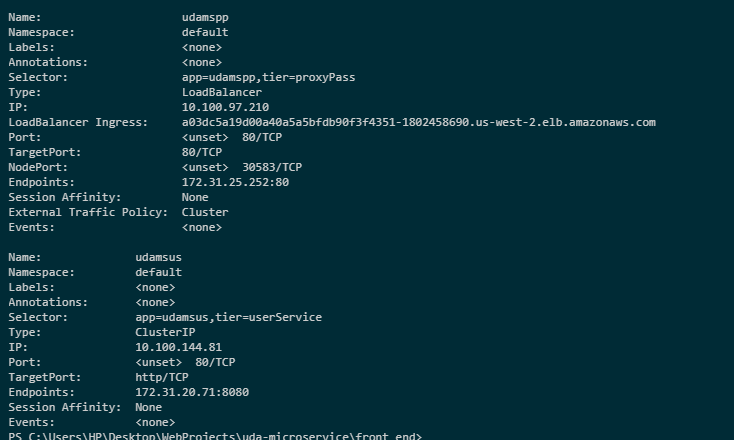 Name:                     udamspp
Namespace:                default
Labels:                   <none>
Annotations:              <none>
Selector:                 app=udamspp,tier=proxyPass
Type:                     LoadBalancer
IP:                       10.100.97.210
LoadBalancer Ingress:     a03dc5a19d00a40a5a5bfdb90f3f4351-1802458690.us-west-2.elb.amazonaws.com
Port:                     <unset>  80/TCP
TargetPort:               80/TCP
NodePort:                 <unset>  30583/TCP
Endpoints:                172.31.25.252:80
Session Affinity:         None
External Traffic Policy:  Cluster
Events:                   <none>

Name:              udamsus
Namespace:         default
Labels:            <none>
Annotations:       <none>
Selector:          app=udamsus,tier=userService
Type:              ClusterIP
IP:                10.100.144.81
Port:              <unset>  80/TCP
TargetPort:        http/TCP
Endpoints:         172.31.20.71:8080
Session Affinity:  None
Events:            <none>
PS C:\Users\HP\Desktop\WebProjects\uda-microservice\front end>